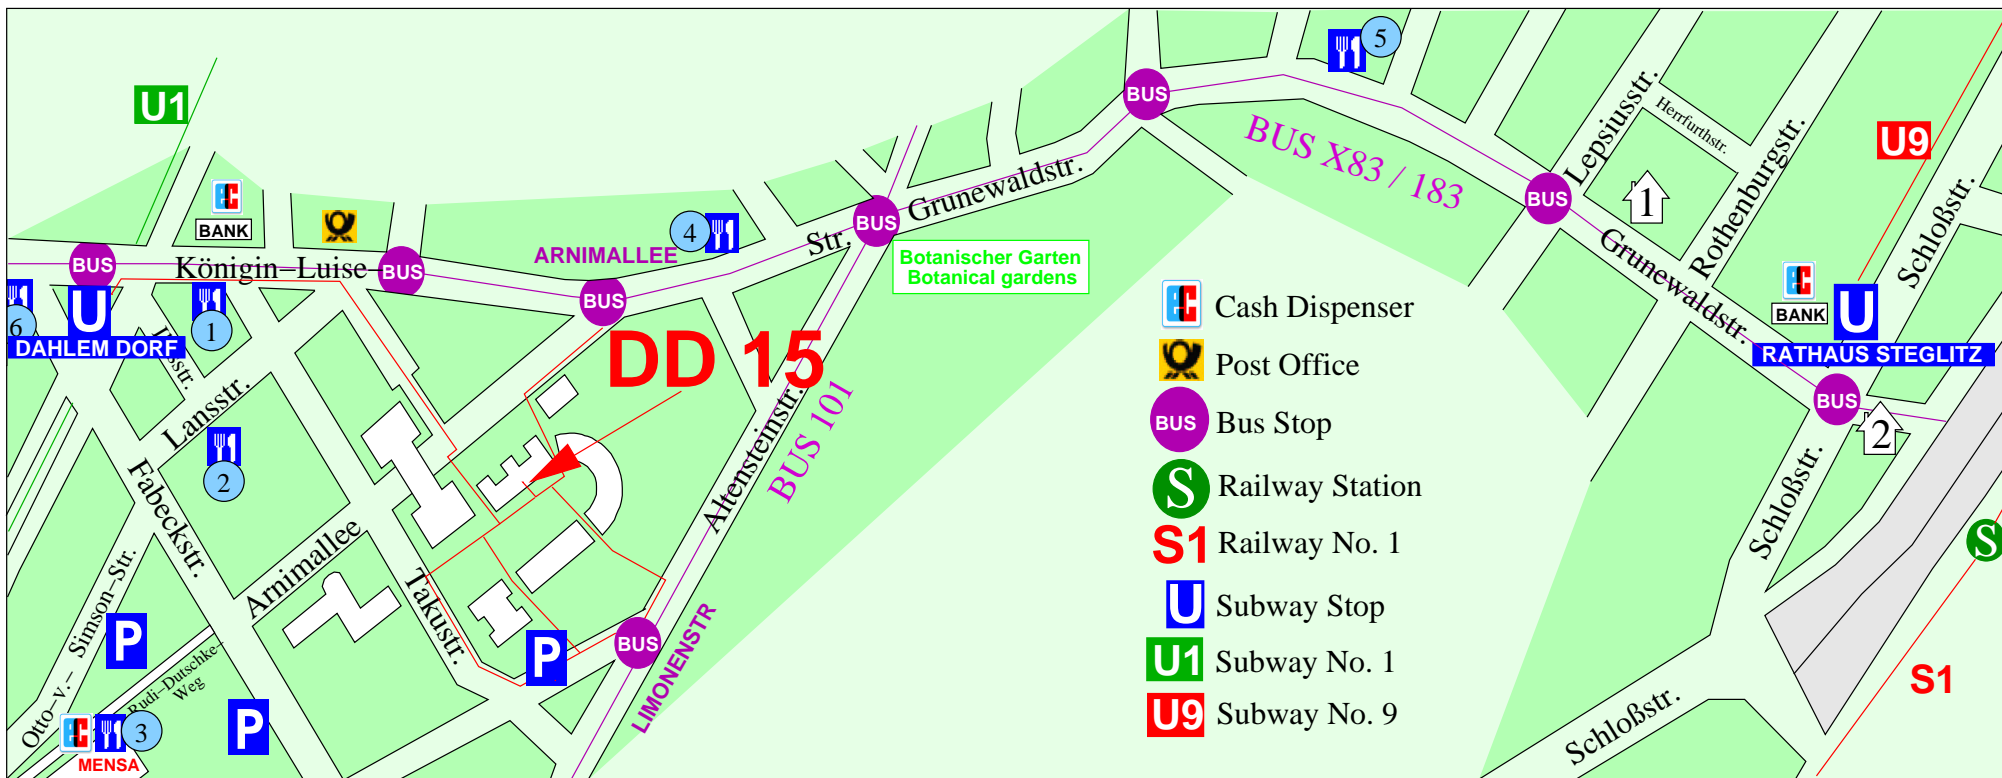 5
U1
BUS
BUS X83 / 183
Lepsiusstr.
Herrfurthstr.
Rothenburgstr.
U9
Schloßstr.
BANK
4
ARNIMALLEE
Str.
BUS
Grunewaldstr.
BUS
1
Botanischer Garten
Botanical gardens
BUS
Königin–Luise–
BUS
BUS
Grunewaldstr.
BANK
U
RATHAUS STEGLITZ
BUS
2
6
U
DAHLEM DORF
1
Lansstr.
2
DD 15
BUS 101
Altensteinstr.
Fabeckstr.
Arnimallee
Takustr.
Otto–v.– Simson–Str.
Rudi–Dutschke–
Weg
P
P
P
BUS
LIMONENSTR
3
MENSA
Cash Dispenser
Post Office
BUS Bus Stop
S Railway Station
S1 Railway No. 1
U Subway Stop
U1 Subway No. 1
U9 Subway No. 9
Schloßstr.
S
S1
Schloßstr.